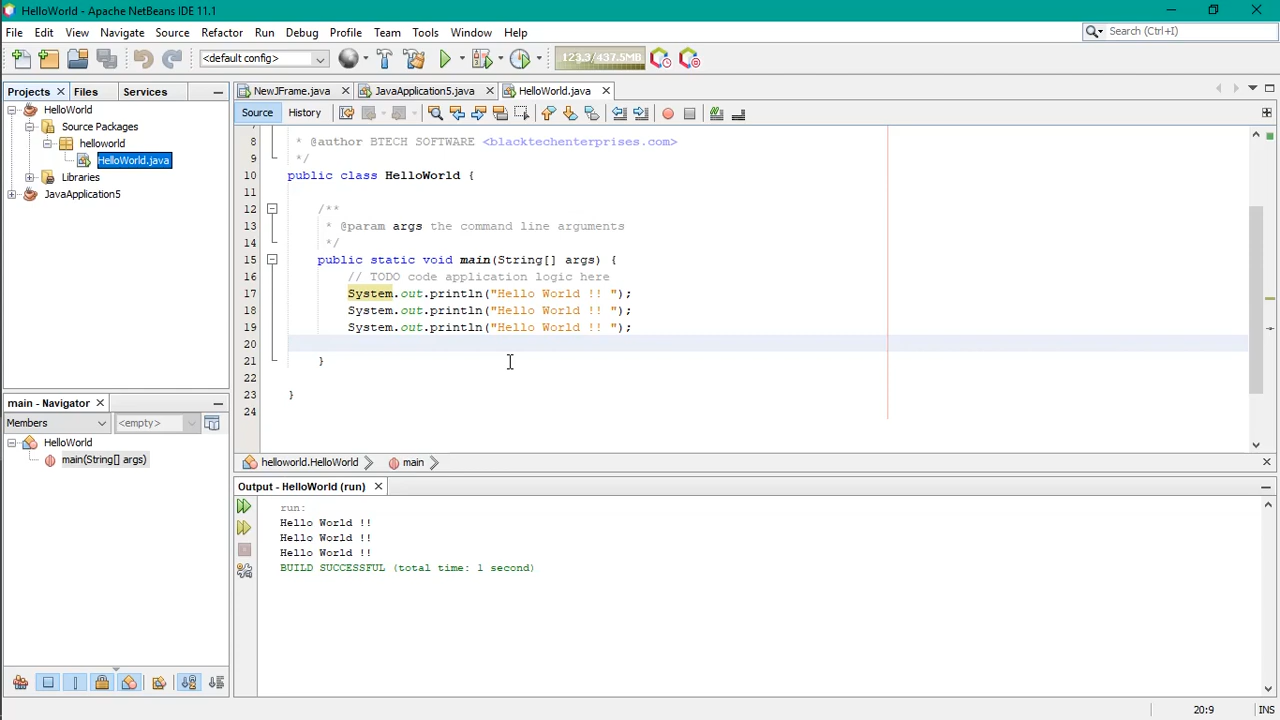 HelloWorld - Apache NetBeans IDE 11.1
File Edit View Navigate Source Refactor Run Debug Profile Team Tools Window Help
Search (Ctrl+I)
<default config>
123.3/437.5MB
Projects Files Services
NewJFrame.java JavaApplication5.java HelloWorld.java
Source History
HelloWorld
Source Packages
helloworld
HelloWorld.java
Libraries
JavaApplication5
8 * @author BTECH SOFTWARE <blacktechenterprises.com>
9 */
10 public class HelloWorld {
11
12 /**
13 * @param args the command line arguments
14 */
15 public static void main(String[] args) {
16 // TODO code application logic here
17 System.out.println("Hello World !! ");
18 System.out.println("Hello World !! ");
19 System.out.println("Hello World !! ");
20
21 }
22
23 }
24
main - Navigator
Members <empty>
HelloWorld
main(String[] args)
helloworld.HelloWorld main
Output - HelloWorld (run)
run:
Hello World !!
Hello World !!
Hello World !!
BUILD SUCCESSFUL (total time: 1 second)
20:9 INS